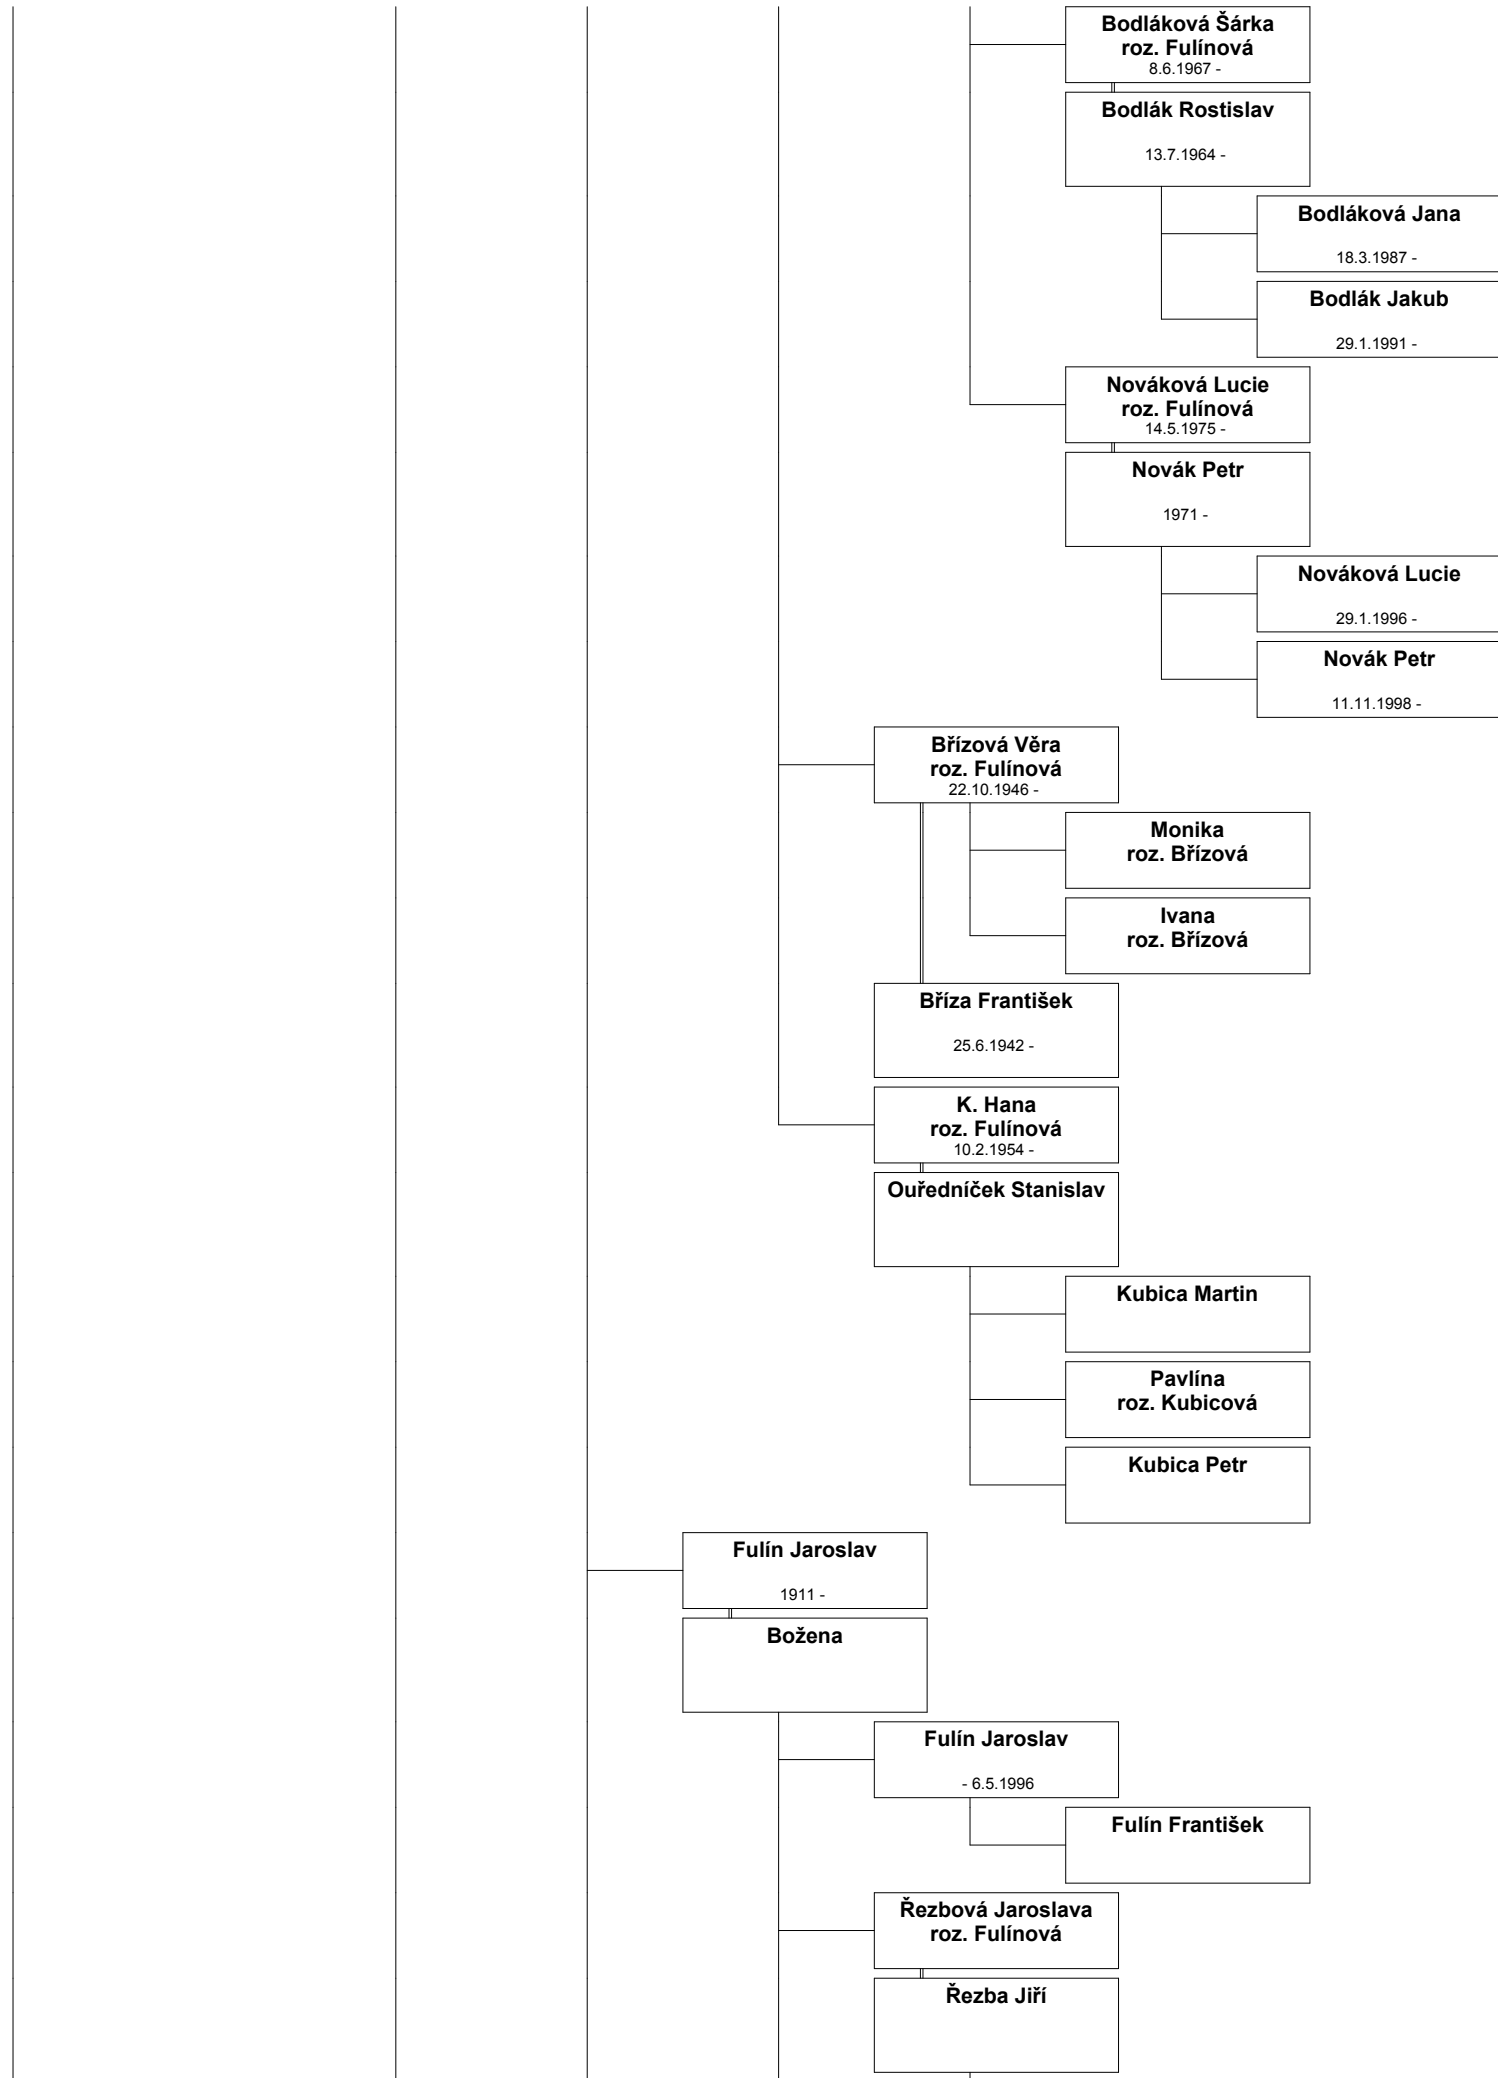 Bodláková Šárka
roz. Fulínová
8.6.1967 -
Bodlák Rostislav
13.7.1964 -
Bodláková Jana
18.3.1987 -
Bodlák Jakub
29.1.1991 -
Nováková Lucie
roz. Fulínová
14.5.1975 -
Novák Petr
1971 -
Nováková Lucie
29.1.1996 -
Novák Petr
11.11.1998 -
Břízová Věra
roz. Fulínová
22.10.1946 -
Monika
roz. Břízová
Ivana
roz. Břízová
Bříza František
25.6.1942 -
K. Hana
roz. Fulínová
10.2.1954 -
Ouředníček Stanislav
Kubica Martin
Pavlína
roz. Kubicová
Kubica Petr
Fulín Jaroslav
1911 -
Božena
Fulín Jaroslav
- 6.5.1996
Fulín František
Řezbová Jaroslava
roz. Fulínová
Řezba Jiří